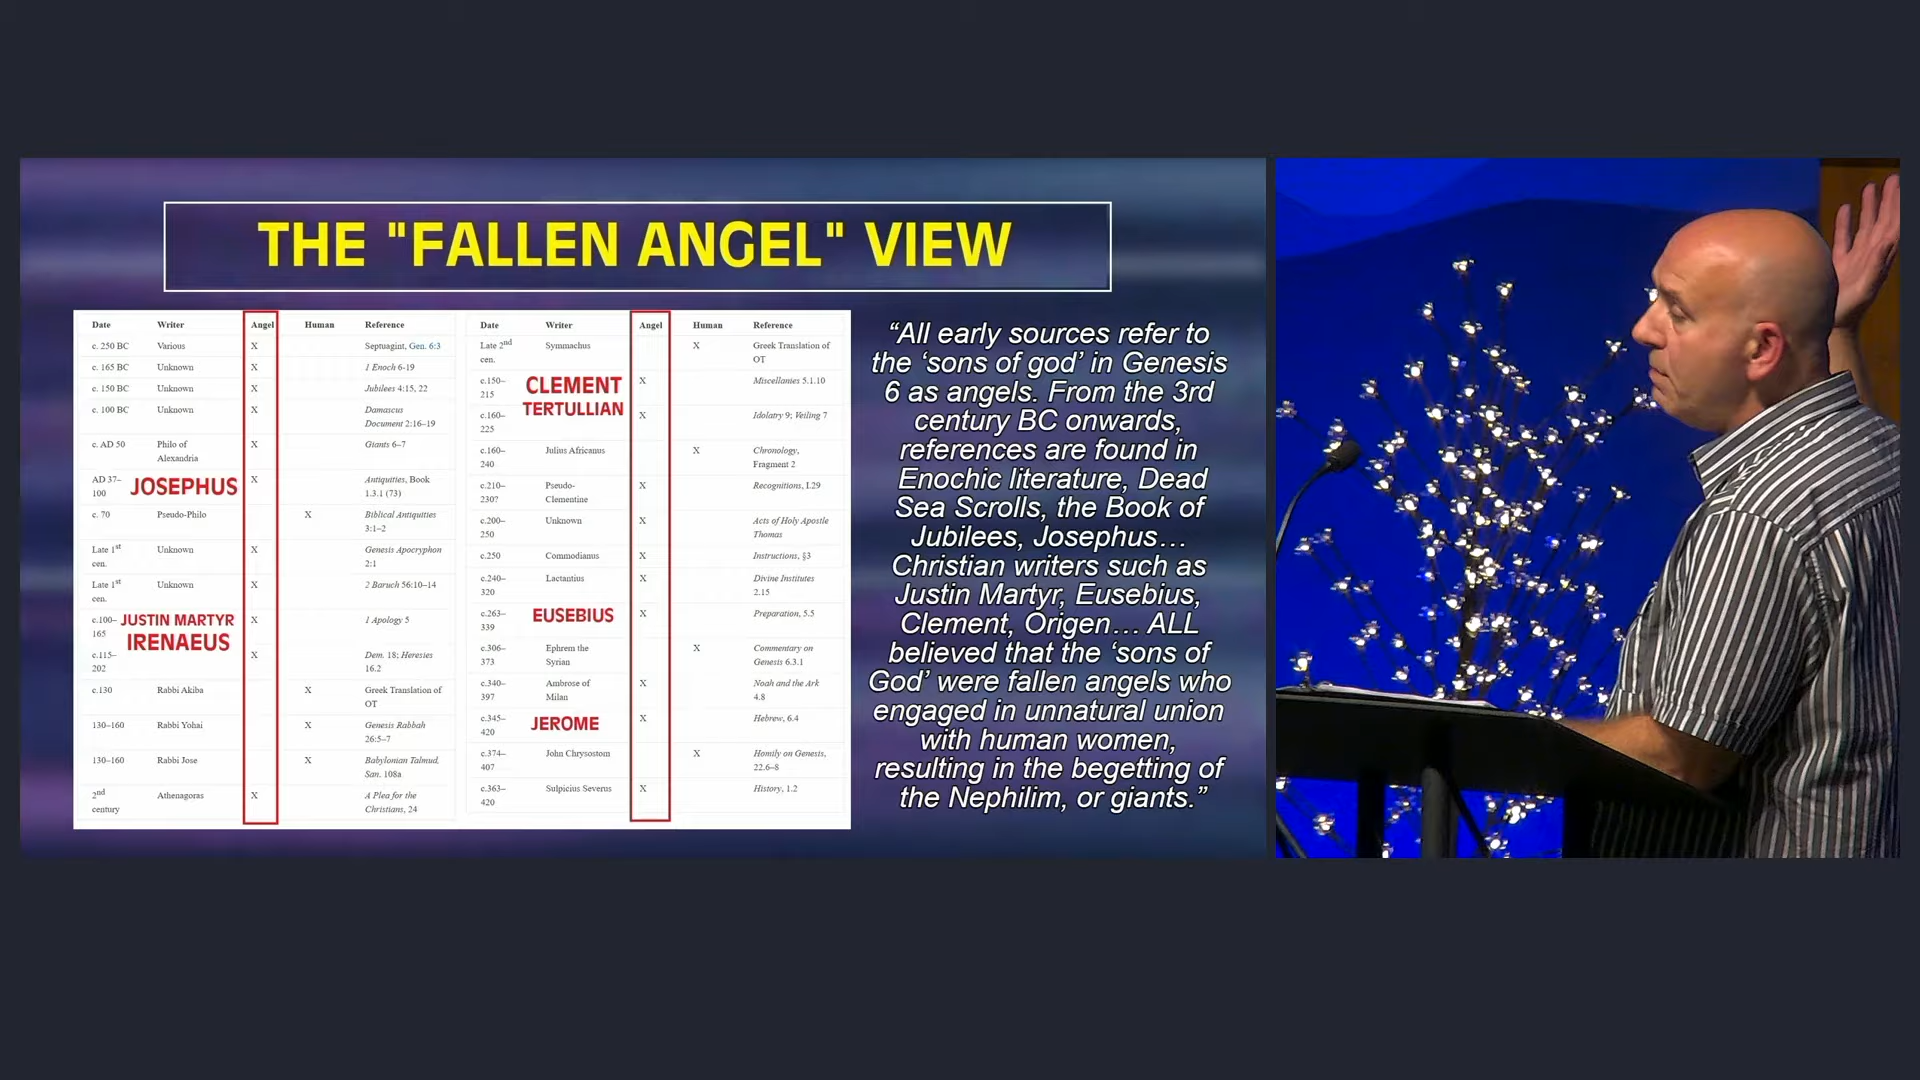 THE "FALLEN ANGEL" VIEW
Date Writer Angel Human Reference
c. 250 BC Various X Septuagint, Gen. 6:3
c. 165 BC Unknown X 1 Enoch 6-19
c. 150 BC Unknown X Jubilees 4:15, 22
c. 100 BC Unknown X Damascus
Document 2:16–19
c. AD 50 Philo of X Giants 6–7
Alexandria
AD 37– JOSEPHUS X Antiquities, Book
100 1.3.1 (73)
c. 70 Pseudo-Philo X Biblical Antiquities
3:1–2
Late 1st Unknown X Genesis Apocryphon
cen. 2:1
Late 1st Unknown X 2 Baruch 56:10–14
cen.
c.100– JUSTIN MARTYR X 1 Apology 5
165
IRENAEUS
c.115– X Dem. 18; Heresies
202 16.2
c.130 Rabbi Akiba X Greek Translation of
OT
130–160 Rabbi Yohai X Genesis Rabbah
26:5–7
130–160 Rabbi Jose X Babylonian Talmud,
San. 108a
2nd Athenagoras X A Plea for the
century Christians, 24
Date Writer Angel Human Reference
Late 2nd Symmachus X Greek Translation of
cen. OT
c.150– CLEMENT X Miscellanies 5.1.10
215
c.160– TERTULLIAN X Idolatry 9; Veiling 7
225
c.160– Julius Africanus X Chronology,
240 Fragment 2
c.210– Pseudo- X Recognitions, 1.29
230? Clementine
c.200– Unknown X Acts of Holy Apostle
250 Thomas
c.250 Commodianus X Instructions, §3
c.240– Lactantius X Divine Institutes
320 2.15
c.263– EUSEBIUS X Preparation, 5.5
339
c.306– Ephrem the X Commentary on
373 Syrian Genesis 6.3.1
c.340– Ambrose of X Noah and the Ark
397 Milan 4.8
c.345– JEROME X Hebrew, 6.4
420
c.374– John Chrysostom X Homily on Genesis,
407 22.6–8
c.363– Sulpicius Severus X History, 1.2
420
“All early sources refer to
the ‘sons of god’ in Genesis
6 as angels. From the 3rd
century BC onwards,
references are found in
Enochic literature, Dead
Sea Scrolls, the Book of
Jubilees, Josephus…
Christian writers such as
Justin Martyr, Eusebius,
Clement, Origen… ALL
believed that the ‘sons of
God’ were fallen angels who
engaged in unnatural union
with human women,
resulting in the begetting of
the Nephilim, or giants.”